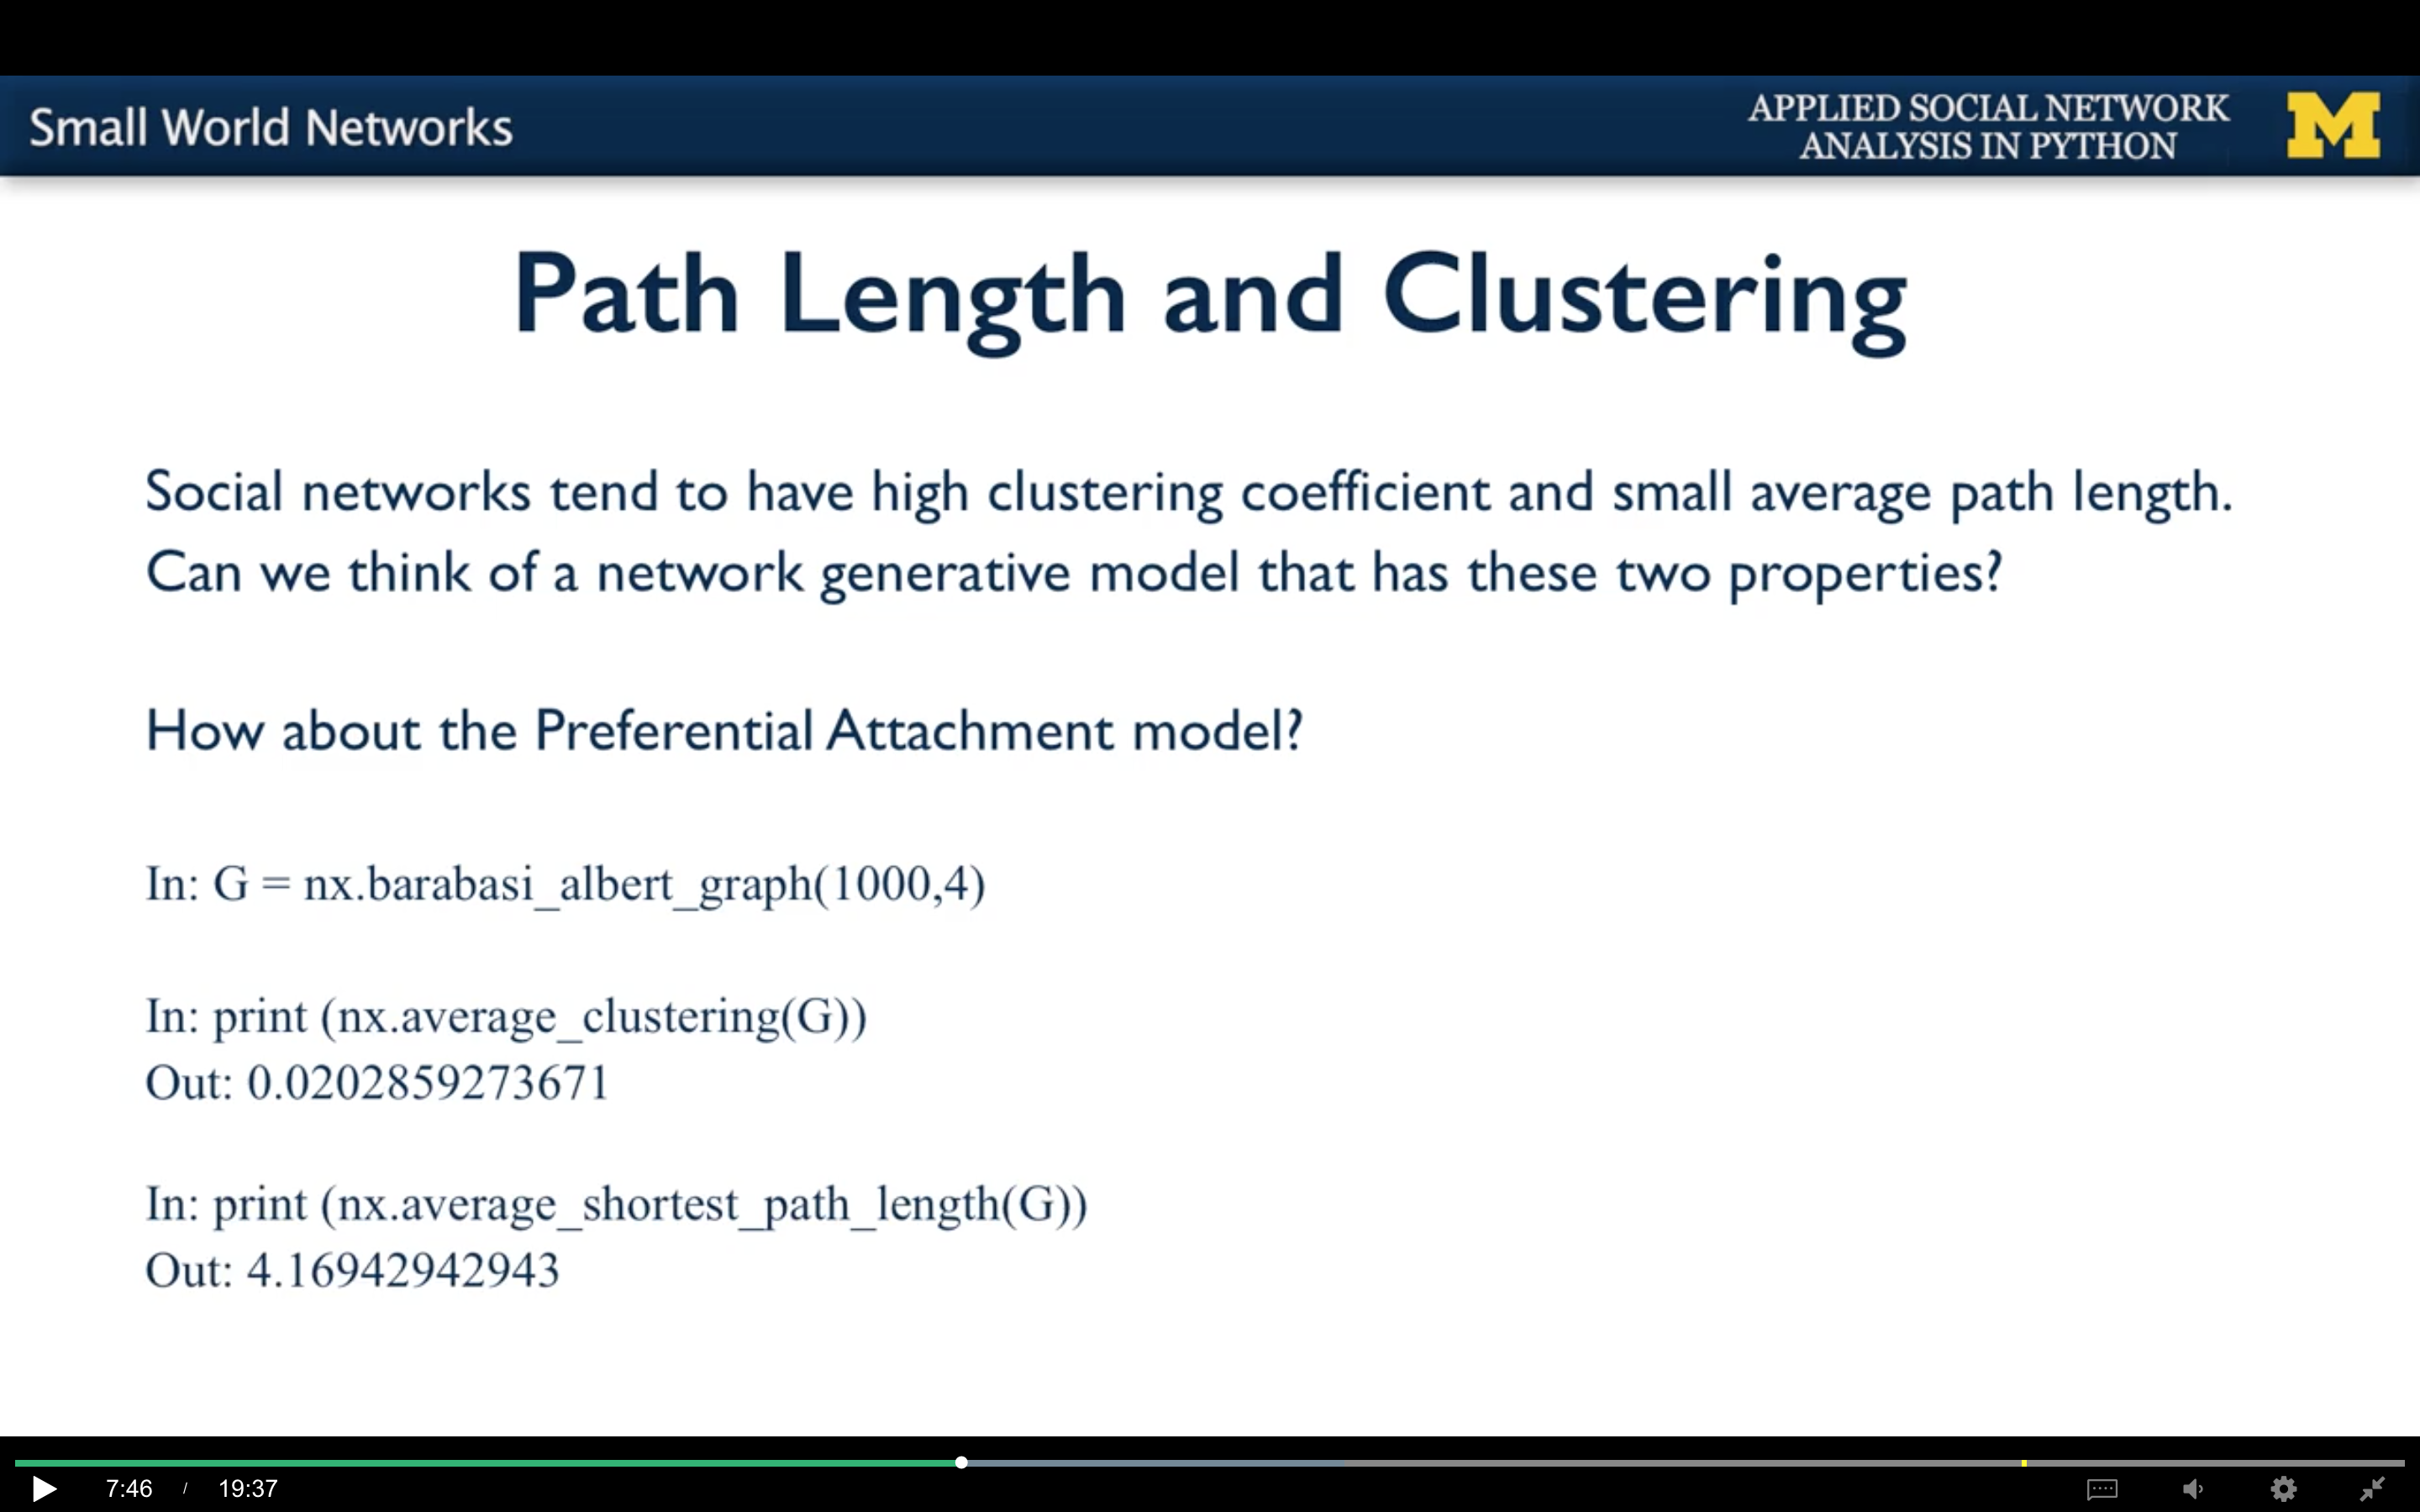 Small World Networks
APPLIED SOCIAL NETWORK
ANALYSIS IN PYTHON
M
Path Length and Clustering
Social networks tend to have high clustering coefficient and small average path length.
Can we think of a network generative model that has these two properties?
How about the Preferential Attachment model?
In: G = nx.barabasi_albert_graph(1000,4)
In: print (nx.average_clustering(G))
Out: 0.0202859273671
In: print (nx.average_shortest_path_length(G))
Out: 4.16942942943
7:46 / 19:37